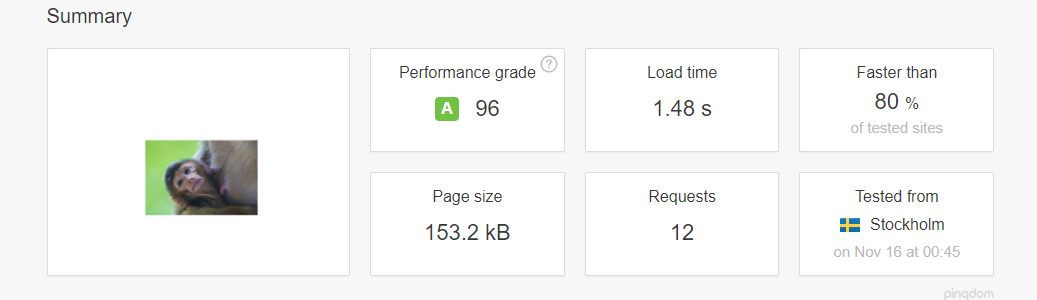 Summary
Performance grade ?
A 96
Load time
1.48 s
Faster than
80 %
of tested sites
Page size
153.2 kB
Requests
12
Tested from
Stockholm
on Nov 16 at 00:45
pingdom